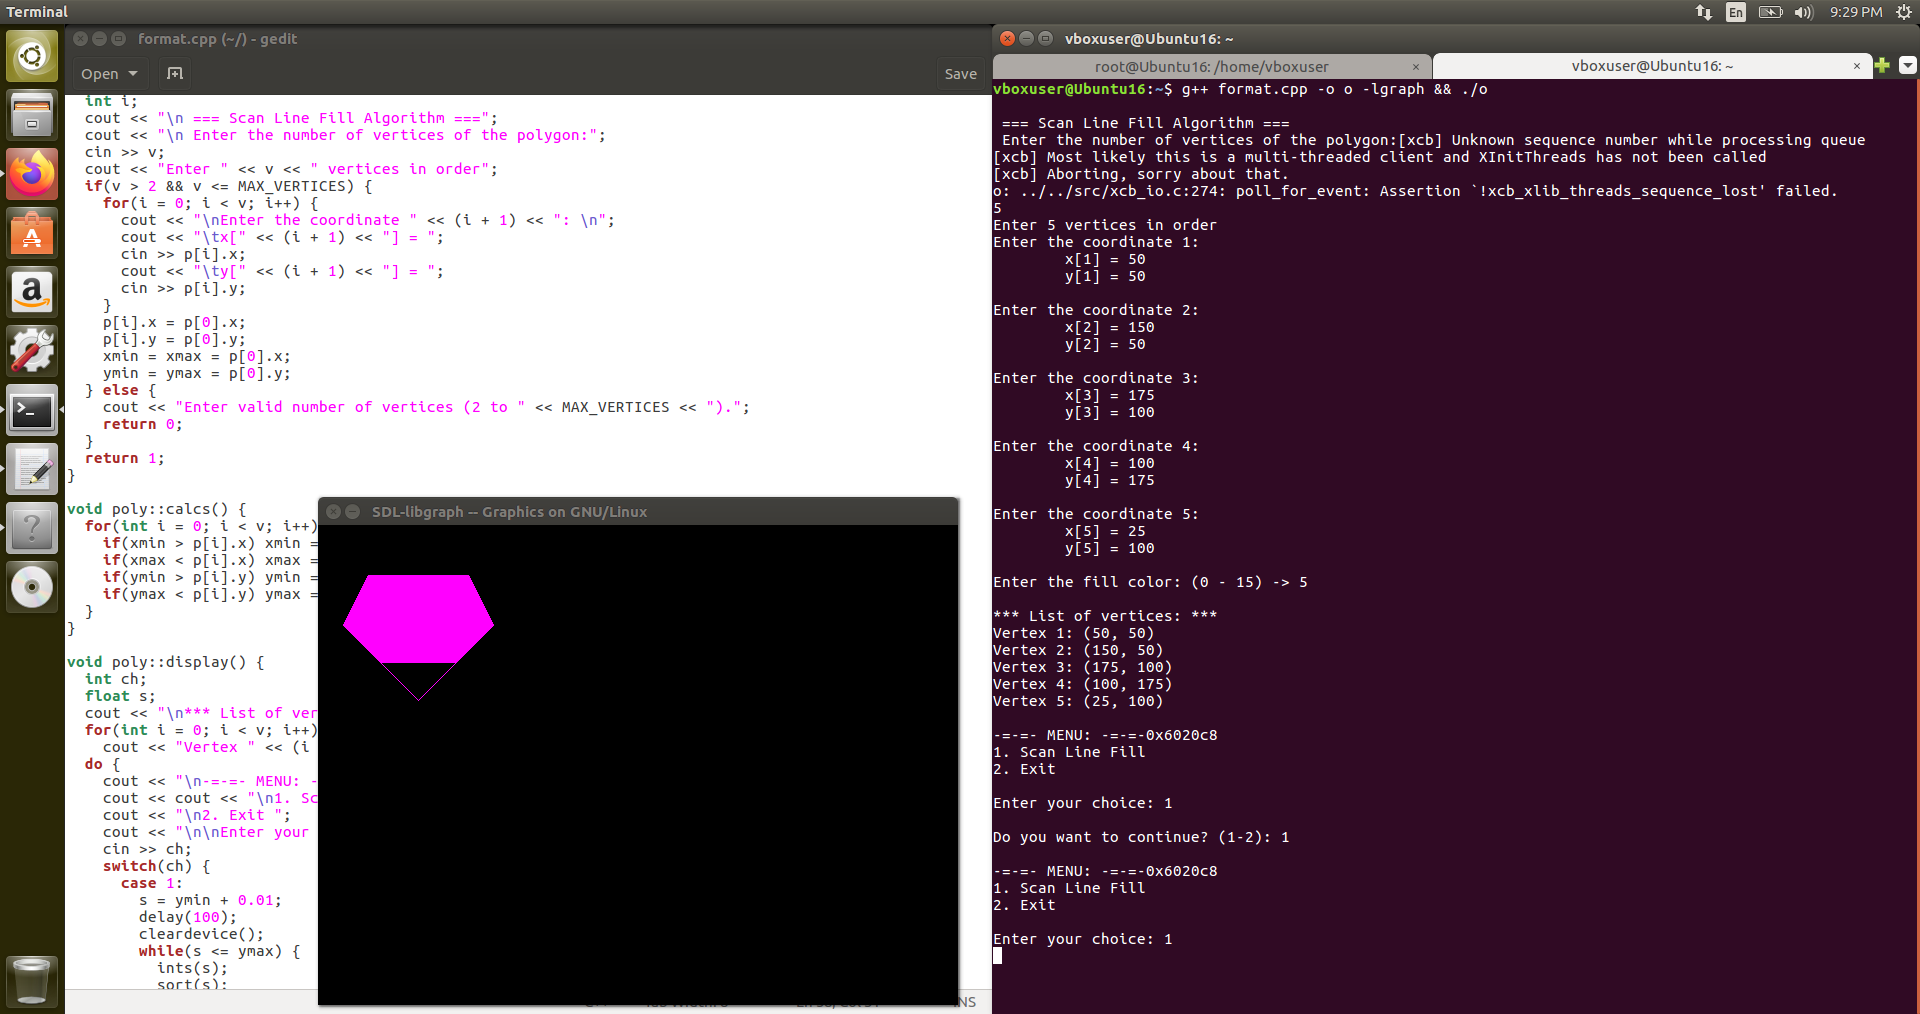 Terminal
En
9:29 PM
format.cpp (~/) - gedit
Open
Save
int i;
cout << "\n === Scan Line Fill Algorithm ===";
cout << "\n Enter the number of vertices of the polygon:";
cin >> v;
cout << "Enter " << v << " vertices in order";
if(v > 2 && v <= MAX_VERTICES) {
for(i = 0; i < v; i++) {
cout << "\nEnter the coordinate " << (i + 1) << ": \n";
cout << "\tx[" << (i + 1) << "] = ";
cin >> p[i].x;
cout << "\ty[" << (i + 1) << "] = ";
cin >> p[i].y;
}
p[i].x = p[0].x;
p[i].y = p[0].y;
xmin = xmax = p[0].x;
ymin = ymax = p[0].y;
} else {
cout << "Enter valid number of vertices (2 to " << MAX_VERTICES << ").";
return 0;
}
return 1;
}
void poly::calcs() {
for(int i = 0; i < v; i++)
if(xmin > p[i].x) xmin =
if(xmax < p[i].x) xmax =
if(ymin > p[i].y) ymin =
if(ymax < p[i].y) ymax =
}
}
void poly::display() {
int ch;
float s;
cout << "\n*** List of ver
for(int i = 0; i < v; i++)
cout << "Vertex " << (i
do {
cout << "\n-=-=- MENU: -
cout << cout << "\n1. Sc
cout << "\n2. Exit ";
cout << "\n\nEnter your
cin >> ch;
switch(ch) {
case 1:
s = ymin + 0.01;
delay(100);
cleardevice();
while(s <= ymax) {
ints(s);
sort(s);
SDL-libgraph -- Graphics on GNU/Linux
vboxuser@Ubuntu16: ~
root@Ubuntu16: /home/vboxuser
vboxuser@Ubuntu16: ~
vboxuser@Ubuntu16:~$ g++ format.cpp -o o -lgraph && ./o
=== Scan Line Fill Algorithm ===
Enter the number of vertices of the polygon:[xcb] Unknown sequence number while processing queue
[xcb] Most likely this is a multi-threaded client and XInitThreads has not been called
[xcb] Aborting, sorry about that.
o: ../../src/xcb_io.c:274: poll_for_event: Assertion `!xcb_xlib_threads_sequence_lost' failed.
5
Enter 5 vertices in order
Enter the coordinate 1:
x[1] = 50
y[1] = 50
Enter the coordinate 2:
x[2] = 150
y[2] = 50
Enter the coordinate 3:
x[3] = 175
y[3] = 100
Enter the coordinate 4:
x[4] = 100
y[4] = 175
Enter the coordinate 5:
x[5] = 25
y[5] = 100
Enter the fill color: (0 - 15) -> 5
*** List of vertices: ***
Vertex 1: (50, 50)
Vertex 2: (150, 50)
Vertex 3: (175, 100)
Vertex 4: (100, 175)
Vertex 5: (25, 100)
-=-=- MENU: -=-=-0x6020c8
1. Scan Line Fill
2. Exit
Enter your choice: 1
Do you want to continue? (1-2): 1
-=-=- MENU: -=-=-0x6020c8
1. Scan Line Fill
2. Exit
Enter your choice: 1